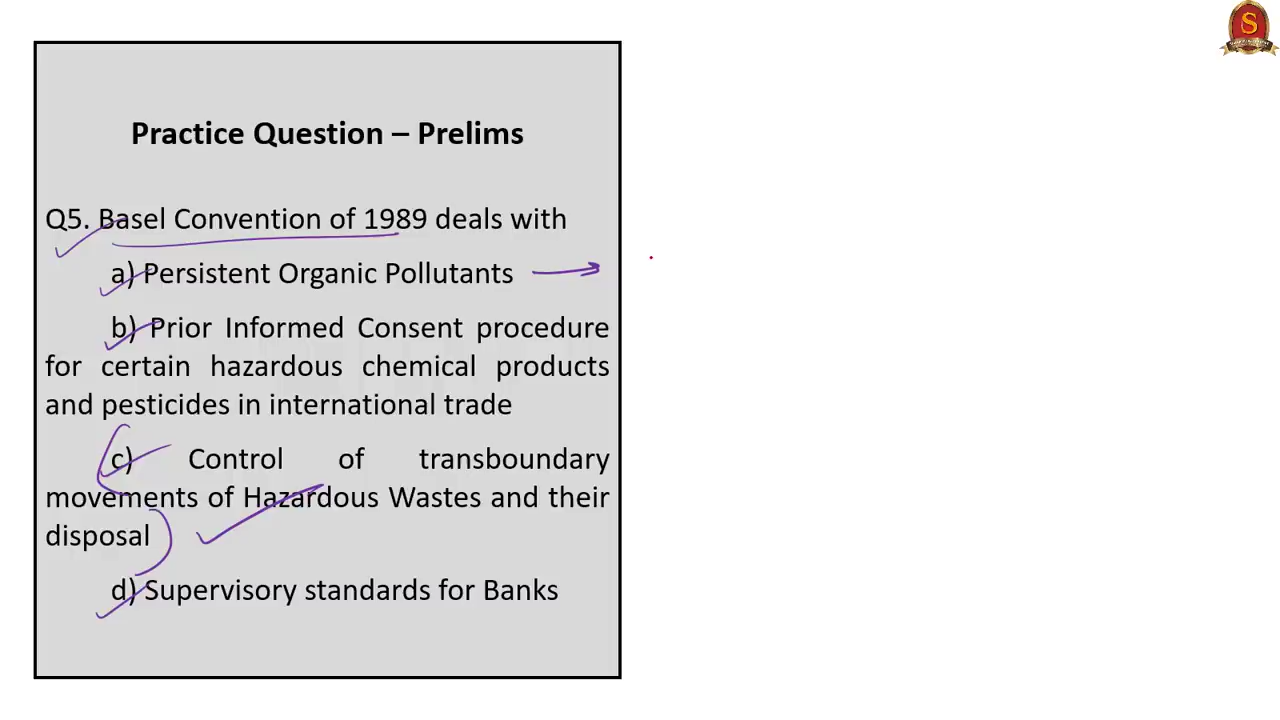 S
Practice Question – Prelims
Q5. Basel Convention of 1989 deals with
a) Persistent Organic Pollutants
b) Prior Informed Consent procedure
for certain hazardous chemical products
and pesticides in international trade
c) Control of transboundary
movements of Hazardous Wastes and their
disposal
d) Supervisory standards for Banks